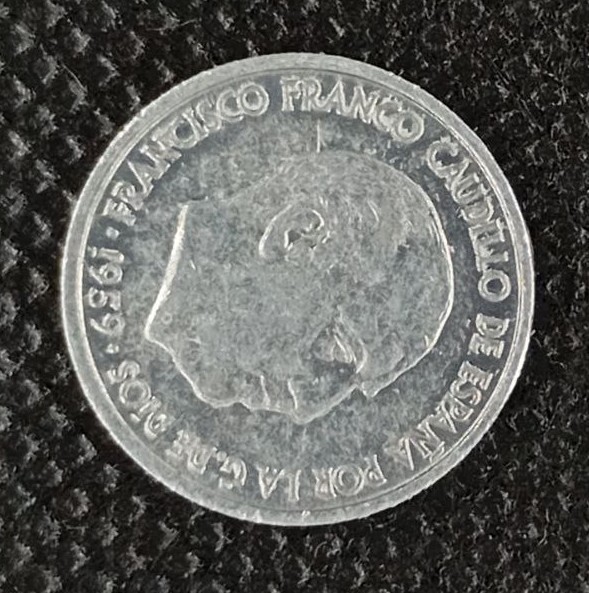 FRANCISCO FRANCO CAUDILLO DE ESPAÑA POR LA G.DE DIOS · 1959 ·